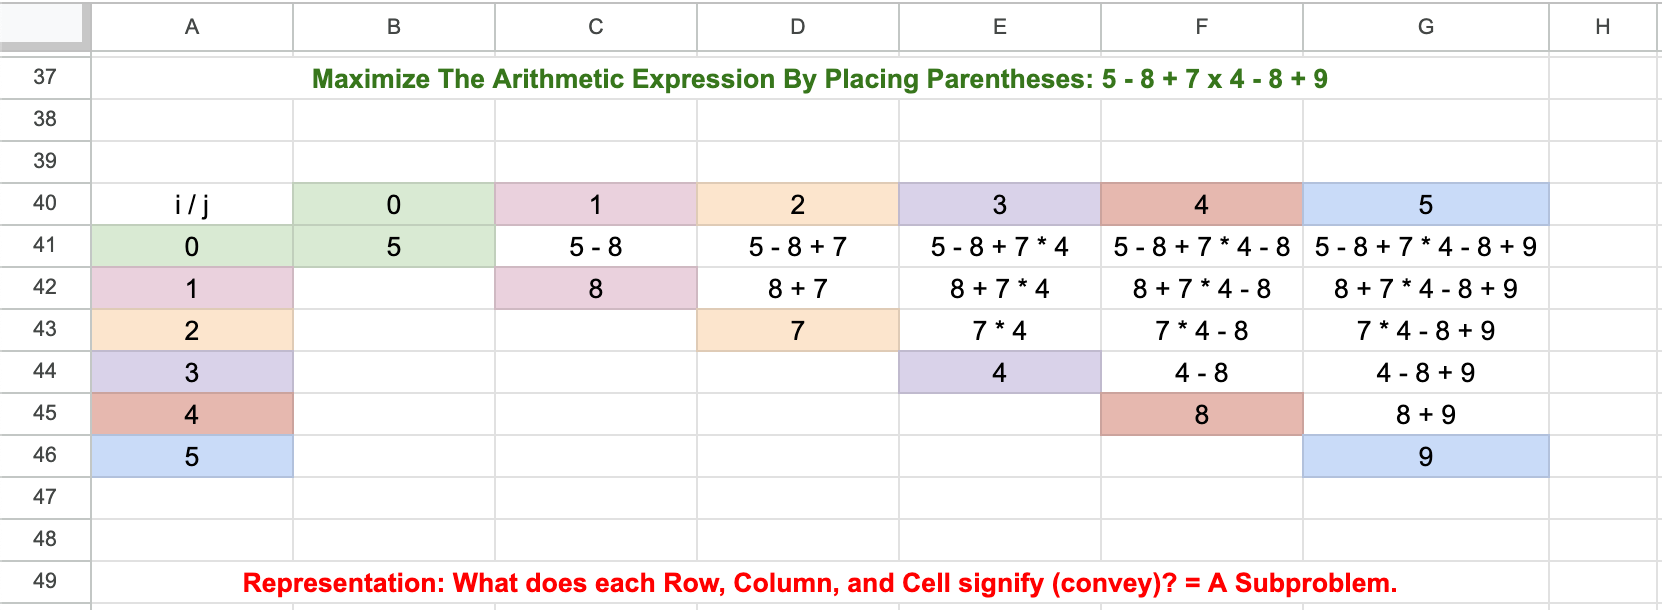 A B C D E F G H
37 Maximize The Arithmetic Expression By Placing Parentheses: 5 - 8 + 7 x 4 - 8 + 9
38
39
40 i / j 0 1 2 3 4 5
41 0 5 5 - 8 5 - 8 + 7 5 - 8 + 7 * 4 5 - 8 + 7 * 4 - 8 5 - 8 + 7 * 4 - 8 + 9
42 1 8 8 + 7 8 + 7 * 4 8 + 7 * 4 - 8 8 + 7 * 4 - 8 + 9
43 2 7 7 * 4 7 * 4 - 8 7 * 4 - 8 + 9
44 3 4 4 - 8 4 - 8 + 9
45 4 8 8 + 9
46 5 9
47
48
49 Representation: What does each Row, Column, and Cell signify (convey)? = A Subproblem.